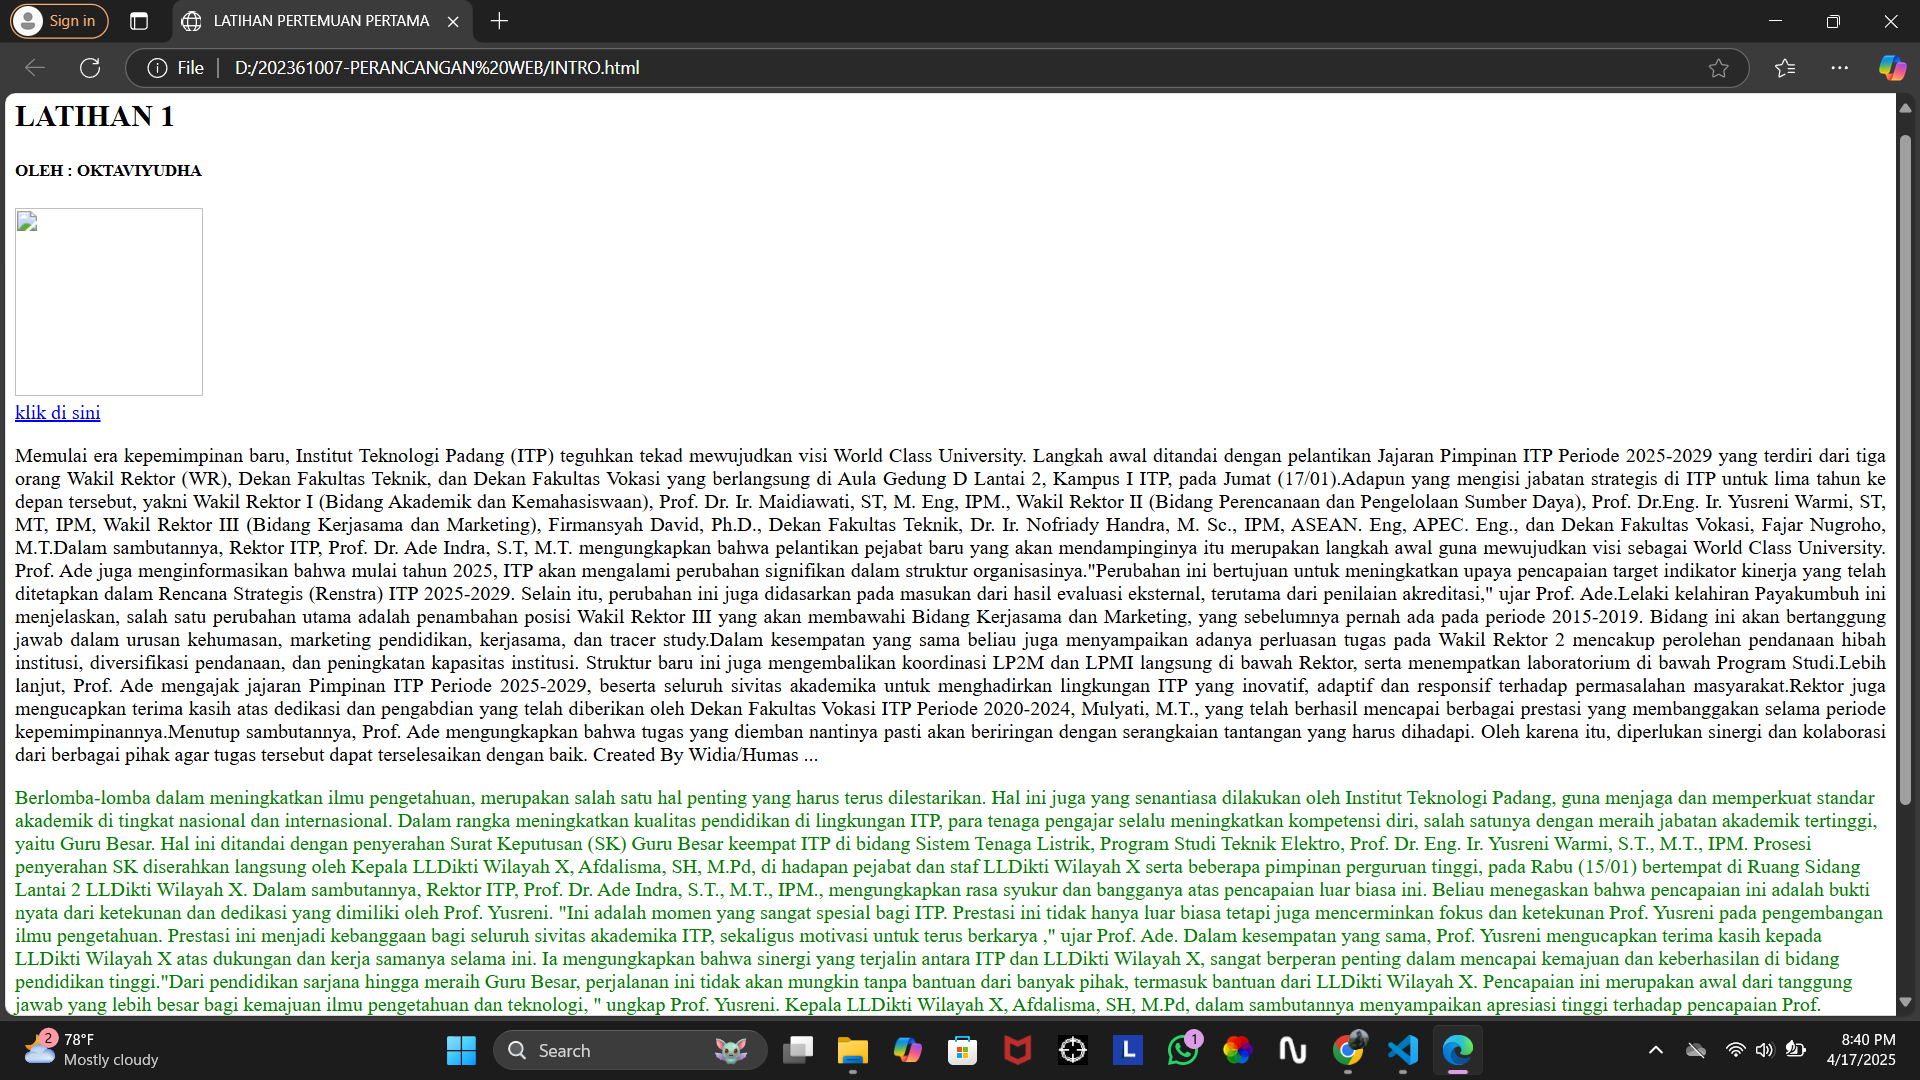 Sign in
LATIHAN PERTEMUAN PERTAMA
File
D:/202361007-PERANCANGAN%20WEB/INTRO.html
LATIHAN 1
OLEH : OKTAVIYUDHA
klik di sini
Memulai era kepemimpinan baru, Institut Teknologi Padang (ITP) teguhkan tekad mewujudkan visi World Class University. Langkah awal ditandai dengan pelantikan Jajaran Pimpinan ITP Periode 2025-2029 yang terdiri dari tiga
orang Wakil Rektor (WR), Dekan Fakultas Teknik, dan Dekan Fakultas Vokasi yang berlangsung di Aula Gedung D Lantai 2, Kampus I ITP, pada Jumat (17/01).Adapun yang mengisi jabatan strategis di ITP untuk lima tahun ke
depan tersebut, yakni Wakil Rektor I (Bidang Akademik dan Kemahasiswaan), Prof. Dr. Ir. Maidiawati, ST, M. Eng, IPM., Wakil Rektor II (Bidang Perencanaan dan Pengelolaan Sumber Daya), Prof. Dr.Eng. Ir. Yusreni Warmi, ST,
MT, IPM, Wakil Rektor III (Bidang Kerjasama dan Marketing), Firmansyah David, Ph.D., Dekan Fakultas Teknik, Dr. Ir. Nofriady Handra, M. Sc., IPM, ASEAN. Eng, APEC. Eng., dan Dekan Fakultas Vokasi, Fajar Nugroho,
M.T.Dalam sambutannya, Rektor ITP, Prof. Dr. Ade Indra, S.T, M.T. mengungkapkan bahwa pelantikan pejabat baru yang akan mendampinginya itu merupakan langkah awal guna mewujudkan visi sebagai World Class University.
Prof. Ade juga menginformasikan bahwa mulai tahun 2025, ITP akan mengalami perubahan signifikan dalam struktur organisasinya."Perubahan ini bertujuan untuk meningkatkan upaya pencapaian target indikator kinerja yang telah
ditetapkan dalam Rencana Strategis (Renstra) ITP 2025-2029. Selain itu, perubahan ini juga didasarkan pada masukan dari hasil evaluasi eksternal, terutama dari penilaian akreditasi," ujar Prof. Ade.Lelaki kelahiran Payakumbuh ini
menjelaskan, salah satu perubahan utama adalah penambahan posisi Wakil Rektor III yang akan membawahi Bidang Kerjasama dan Marketing, yang sebelumnya pernah ada pada periode 2015-2019. Bidang ini akan bertanggung
jawab dalam urusan kehumasan, marketing pendidikan, kerjasama, dan tracer study.Dalam kesempatan yang sama beliau juga menyampaikan adanya perluasan tugas pada Wakil Rektor 2 mencakup perolehan pendanaan hibah
institusi, diversifikasi pendanaan, dan peningkatan kapasitas institusi. Struktur baru ini juga mengembalikan koordinasi LP2M dan LPMI langsung di bawah Rektor, serta menempatkan laboratorium di bawah Program Studi.Lebih
lanjut, Prof. Ade mengajak jajaran Pimpinan ITP Periode 2025-2029, beserta seluruh sivitas akademika untuk menghadirkan lingkungan ITP yang inovatif, adaptif dan responsif terhadap permasalahan masyarakat.Rektor juga
mengucapkan terima kasih atas dedikasi dan pengabdian yang telah diberikan oleh Dekan Fakultas Vokasi ITP Periode 2020-2024, Mulyati, M.T., yang telah berhasil mencapai berbagai prestasi yang membanggakan selama periode
kepemimpinannya.Menutup sambutannya, Prof. Ade mengungkapkan bahwa tugas yang diemban nantinya pasti akan beriringan dengan serangkaian tantangan yang harus dihadapi. Oleh karena itu, diperlukan sinergi dan kolaborasi
dari berbagai pihak agar tugas tersebut dapat terselesaikan dengan baik. Created By Widia/Humas ...
Berlomba-lomba dalam meningkatkan ilmu pengetahuan, merupakan salah satu hal penting yang harus terus dilestarikan. Hal ini juga yang senantiasa dilakukan oleh Institut Teknologi Padang, guna menjaga dan memperkuat standar
akademik di tingkat nasional dan internasional. Dalam rangka meningkatkan kualitas pendidikan di lingkungan ITP, para tenaga pengajar selalu meningkatkan kompetensi diri, salah satunya dengan meraih jabatan akademik tertinggi,
yaitu Guru Besar. Hal ini ditandai dengan penyerahan Surat Keputusan (SK) Guru Besar keempat ITP di bidang Sistem Tenaga Listrik, Program Studi Teknik Elektro, Prof. Dr. Eng. Ir. Yusreni Warmi, S.T., M.T., IPM. Prosesi
penyerahan SK diserahkan langsung oleh Kepala LLDikti Wilayah X, Afdalisma, SH, M.Pd, di hadapan pejabat dan staf LLDikti Wilayah X serta beberapa pimpinan perguruan tinggi, pada Rabu (15/01) bertempat di Ruang Sidang
Lantai 2 LLDikti Wilayah X. Dalam sambutannya, Rektor ITP, Prof. Dr. Ade Indra, S.T., M.T., IPM., mengungkapkan rasa syukur dan bangganya atas pencapaian luar biasa ini. Beliau menegaskan bahwa pencapaian ini adalah bukti
nyata dari ketekunan dan dedikasi yang dimiliki oleh Prof. Yusreni. "Ini adalah momen yang sangat spesial bagi ITP. Prestasi ini tidak hanya luar biasa tetapi juga mencerminkan fokus dan ketekunan Prof. Yusreni pada pengembangan
ilmu pengetahuan. Prestasi ini menjadi kebanggaan bagi seluruh sivitas akademika ITP, sekaligus motivasi untuk terus berkarya ," ujar Prof. Ade. Dalam kesempatan yang sama, Prof. Yusreni mengucapkan terima kasih kepada
LLDikti Wilayah X atas dukungan dan kerja samanya selama ini. Ia mengungkapkan bahwa sinergi yang terjalin antara ITP dan LLDikti Wilayah X, sangat berperan penting dalam mencapai kemajuan dan keberhasilan di bidang
pendidikan tinggi."Dari pendidikan sarjana hingga meraih Guru Besar, perjalanan ini tidak akan mungkin tanpa bantuan dari banyak pihak, termasuk bantuan dari LLDikti Wilayah X. Pencapaian ini merupakan awal dari tanggung
jawab yang lebih besar bagi kemajuan ilmu pengetahuan dan teknologi, " ungkap Prof. Yusreni. Kepala LLDikti Wilayah X, Afdalisma, SH, M.Pd, dalam sambutannya menyampaikan apresiasi tinggi terhadap pencapaian Prof.
2
78°F
Mostly cloudy
Search
L
1
8:40 PM
4/17/2025